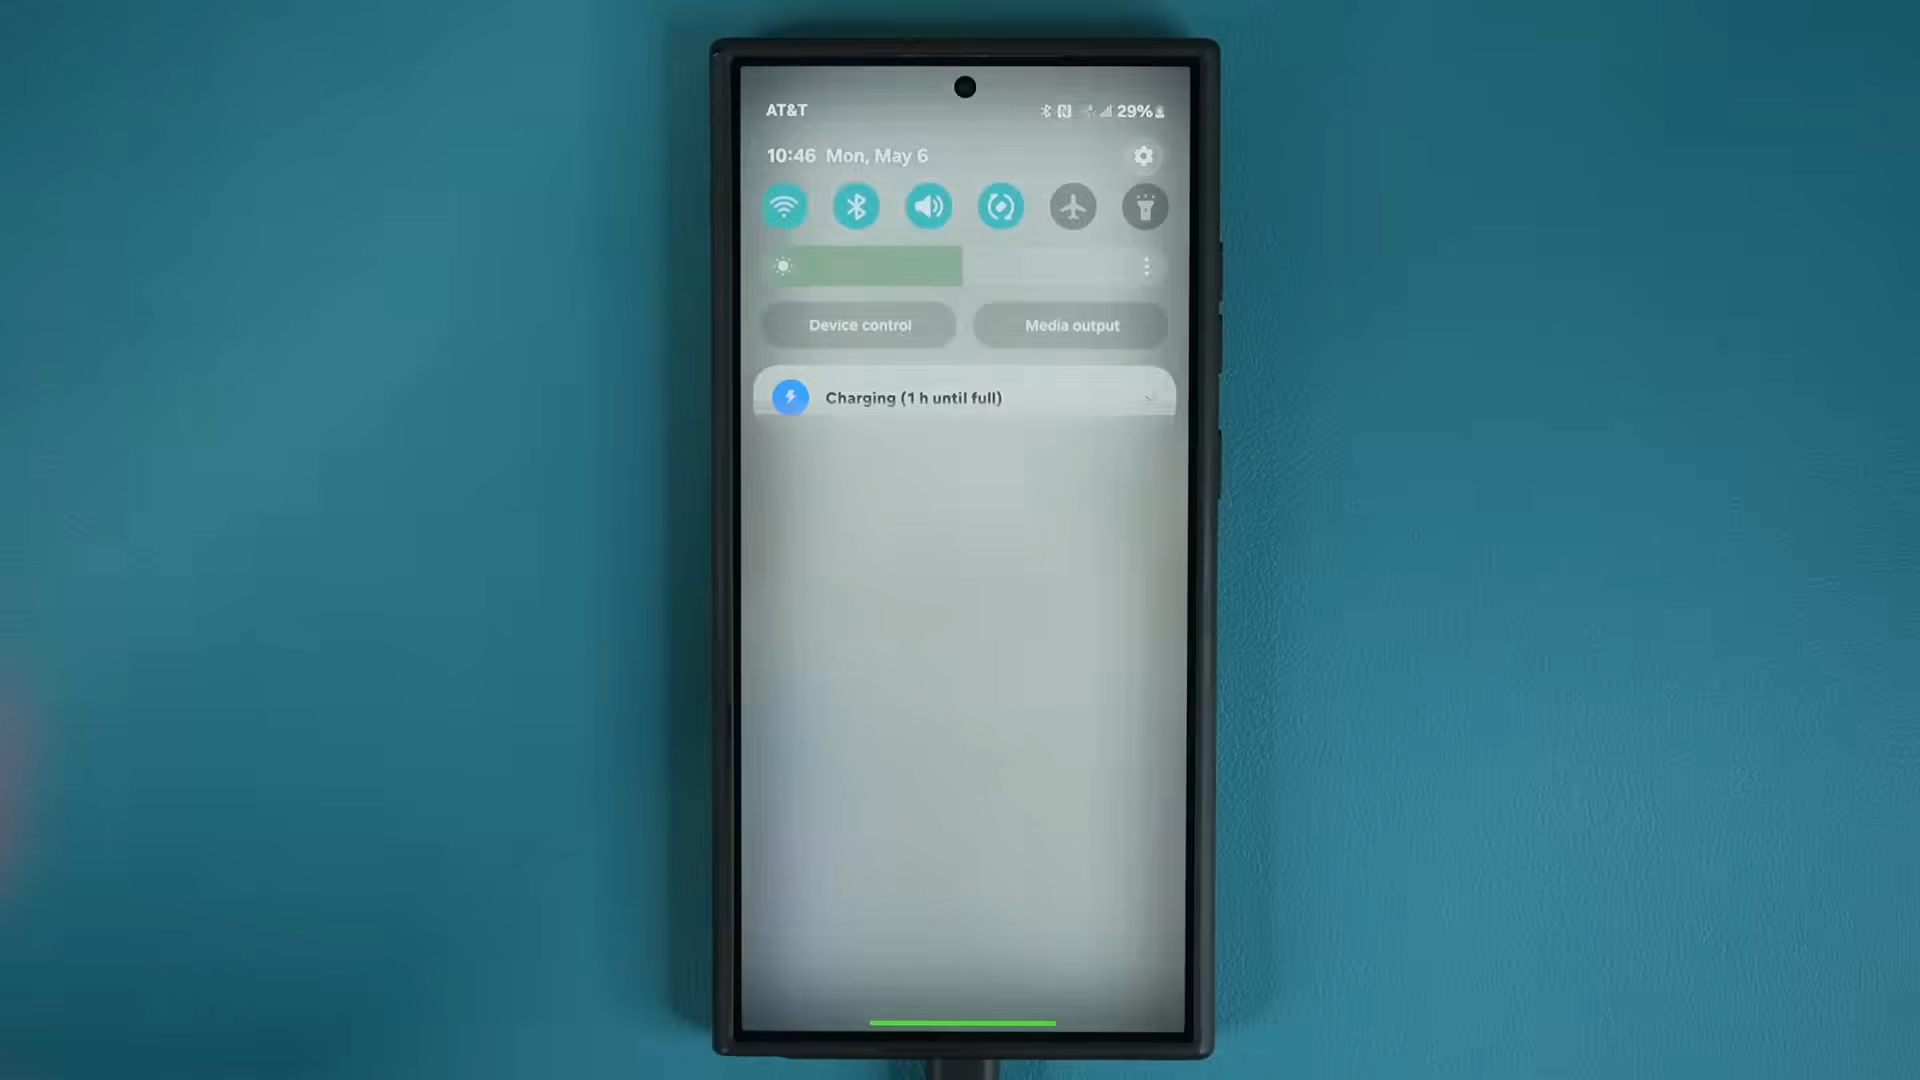 AT&T 29%
10:46 Mon, May 6
Device control Media output
Charging (1 h until full)